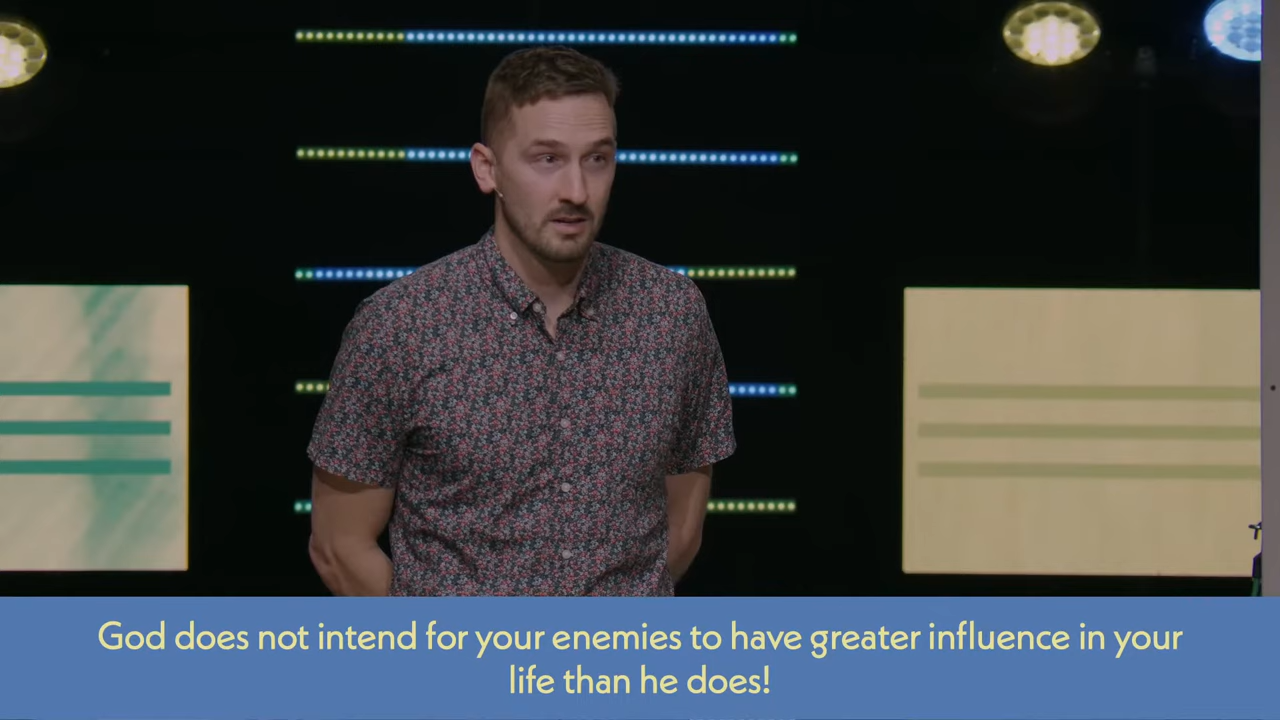 God does not intend for your enemies to have greater influence in your
life than he does!